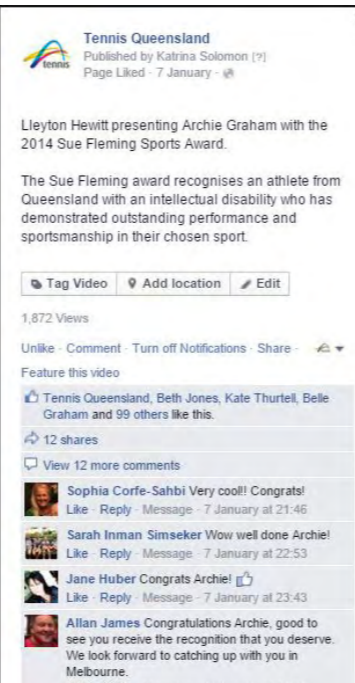 tennis
Tennis Queensland
Published by Katrina Solomon [?]
Page Liked · 7 January ·
Lleyton Hewitt presenting Archie Graham with the
2014 Sue Fleming Sports Award.
The Sue Fleming award recognises an athlete from
Queensland with an intellectual disability who has
demonstrated outstanding performance and
sportsmanship in their chosen sport.
Tag Video Add location Edit
1,872 Views
Unlike · Comment · Turn off Notifications · Share ·
Feature this video
Tennis Queensland, Beth Jones, Kate Thurtell, Belle
Graham and 99 others like this.
12 shares
View 12 more comments
Sophia Corfe-Sahbi Very cool!! Congrats!
Like · Reply · Message · 7 January at 21:46
Sarah Inman Simseker Wow well done Archie!
Like · Reply · Message · 7 January at 22:53
Jane Huber Congrats Archie!
Like · Reply · Message · 7 January at 23:43
Allan James Congratulations Archie, good to
see you receive the recognition that you deserve.
We look forward to catching up with you in
Melbourne.